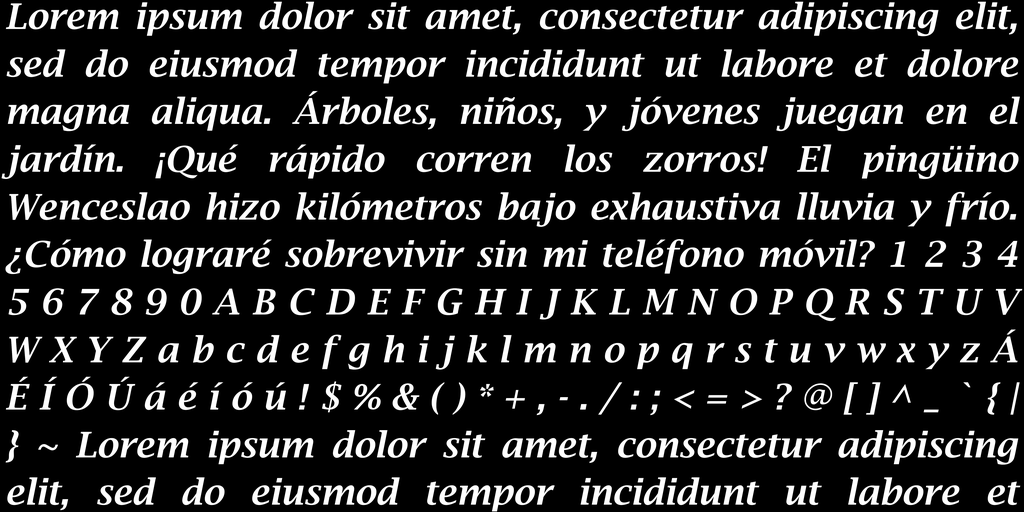 Lorem ipsum dolor sit amet, consectetur adipiscing elit,
sed do eiusmod tempor incididunt ut labore et dolore
magna aliqua. Árboles, niños, y jóvenes juegan en el
jardín. ¡Qué rápido corren los zorros! El pingüino
Wenceslao hizo kilómetros bajo exhaustiva lluvia y frío.
¿Cómo lograré sobrevivir sin mi teléfono móvil? 1 2 3 4
5 6 7 8 9 0 A B C D E F G H I J K L M N O P Q R S T U V
W X Y Z a b c d e f g h i j k l m n o p q r s t u v w x y z Á
É Í Ó Ú á é í ó ú ! $ % & ( ) * + , - . / : ; < = > ? @ [ ] ^ _ ` { |
} ~ Lorem ipsum dolor sit amet, consectetur adipiscing
elit, sed do eiusmod tempor incididunt ut labore et